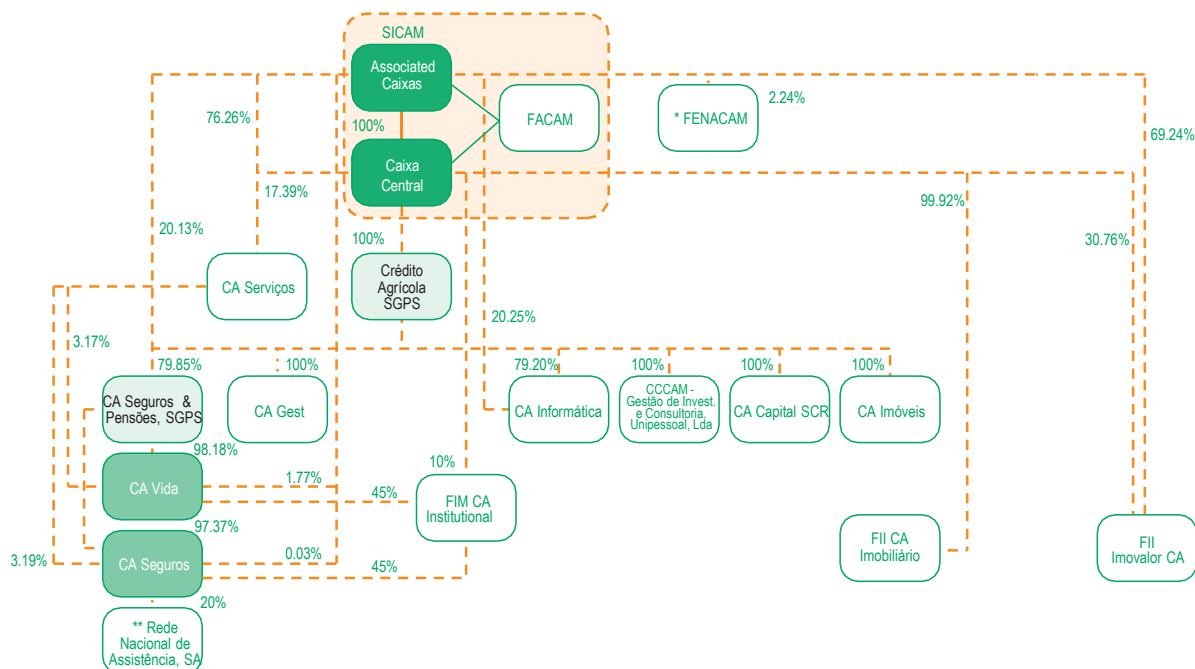 SICAM
Associated
Caixas
FACAM
* FENACAM
2.24%
76.26%
100%
69.24%
Caixa
Central
17.39%
99.92%
20.13%
100%
30.76%
CA Serviços
Crédito
Agrícola
SGPS
20.25%
3.17%
79.85%
100%
79.20%
100%
100%
100%
CA Seguros &
Pensões, SGPS
CA Gest
CA Informática
CCCAM -
Gestão de Invest.
e Consultoria.
Unipessoal, Lda
CA Capital SCR
CA Imóveis
98.18%
10%
CA Vida
1.77%
45%
FIM CA
Institutional
97.37%
FII CA
Imobiliário
FII
Imovalor CA
3.19%
CA Seguros
0.03%
45%
20%
** Rede
Nacional de
Assistência, SA